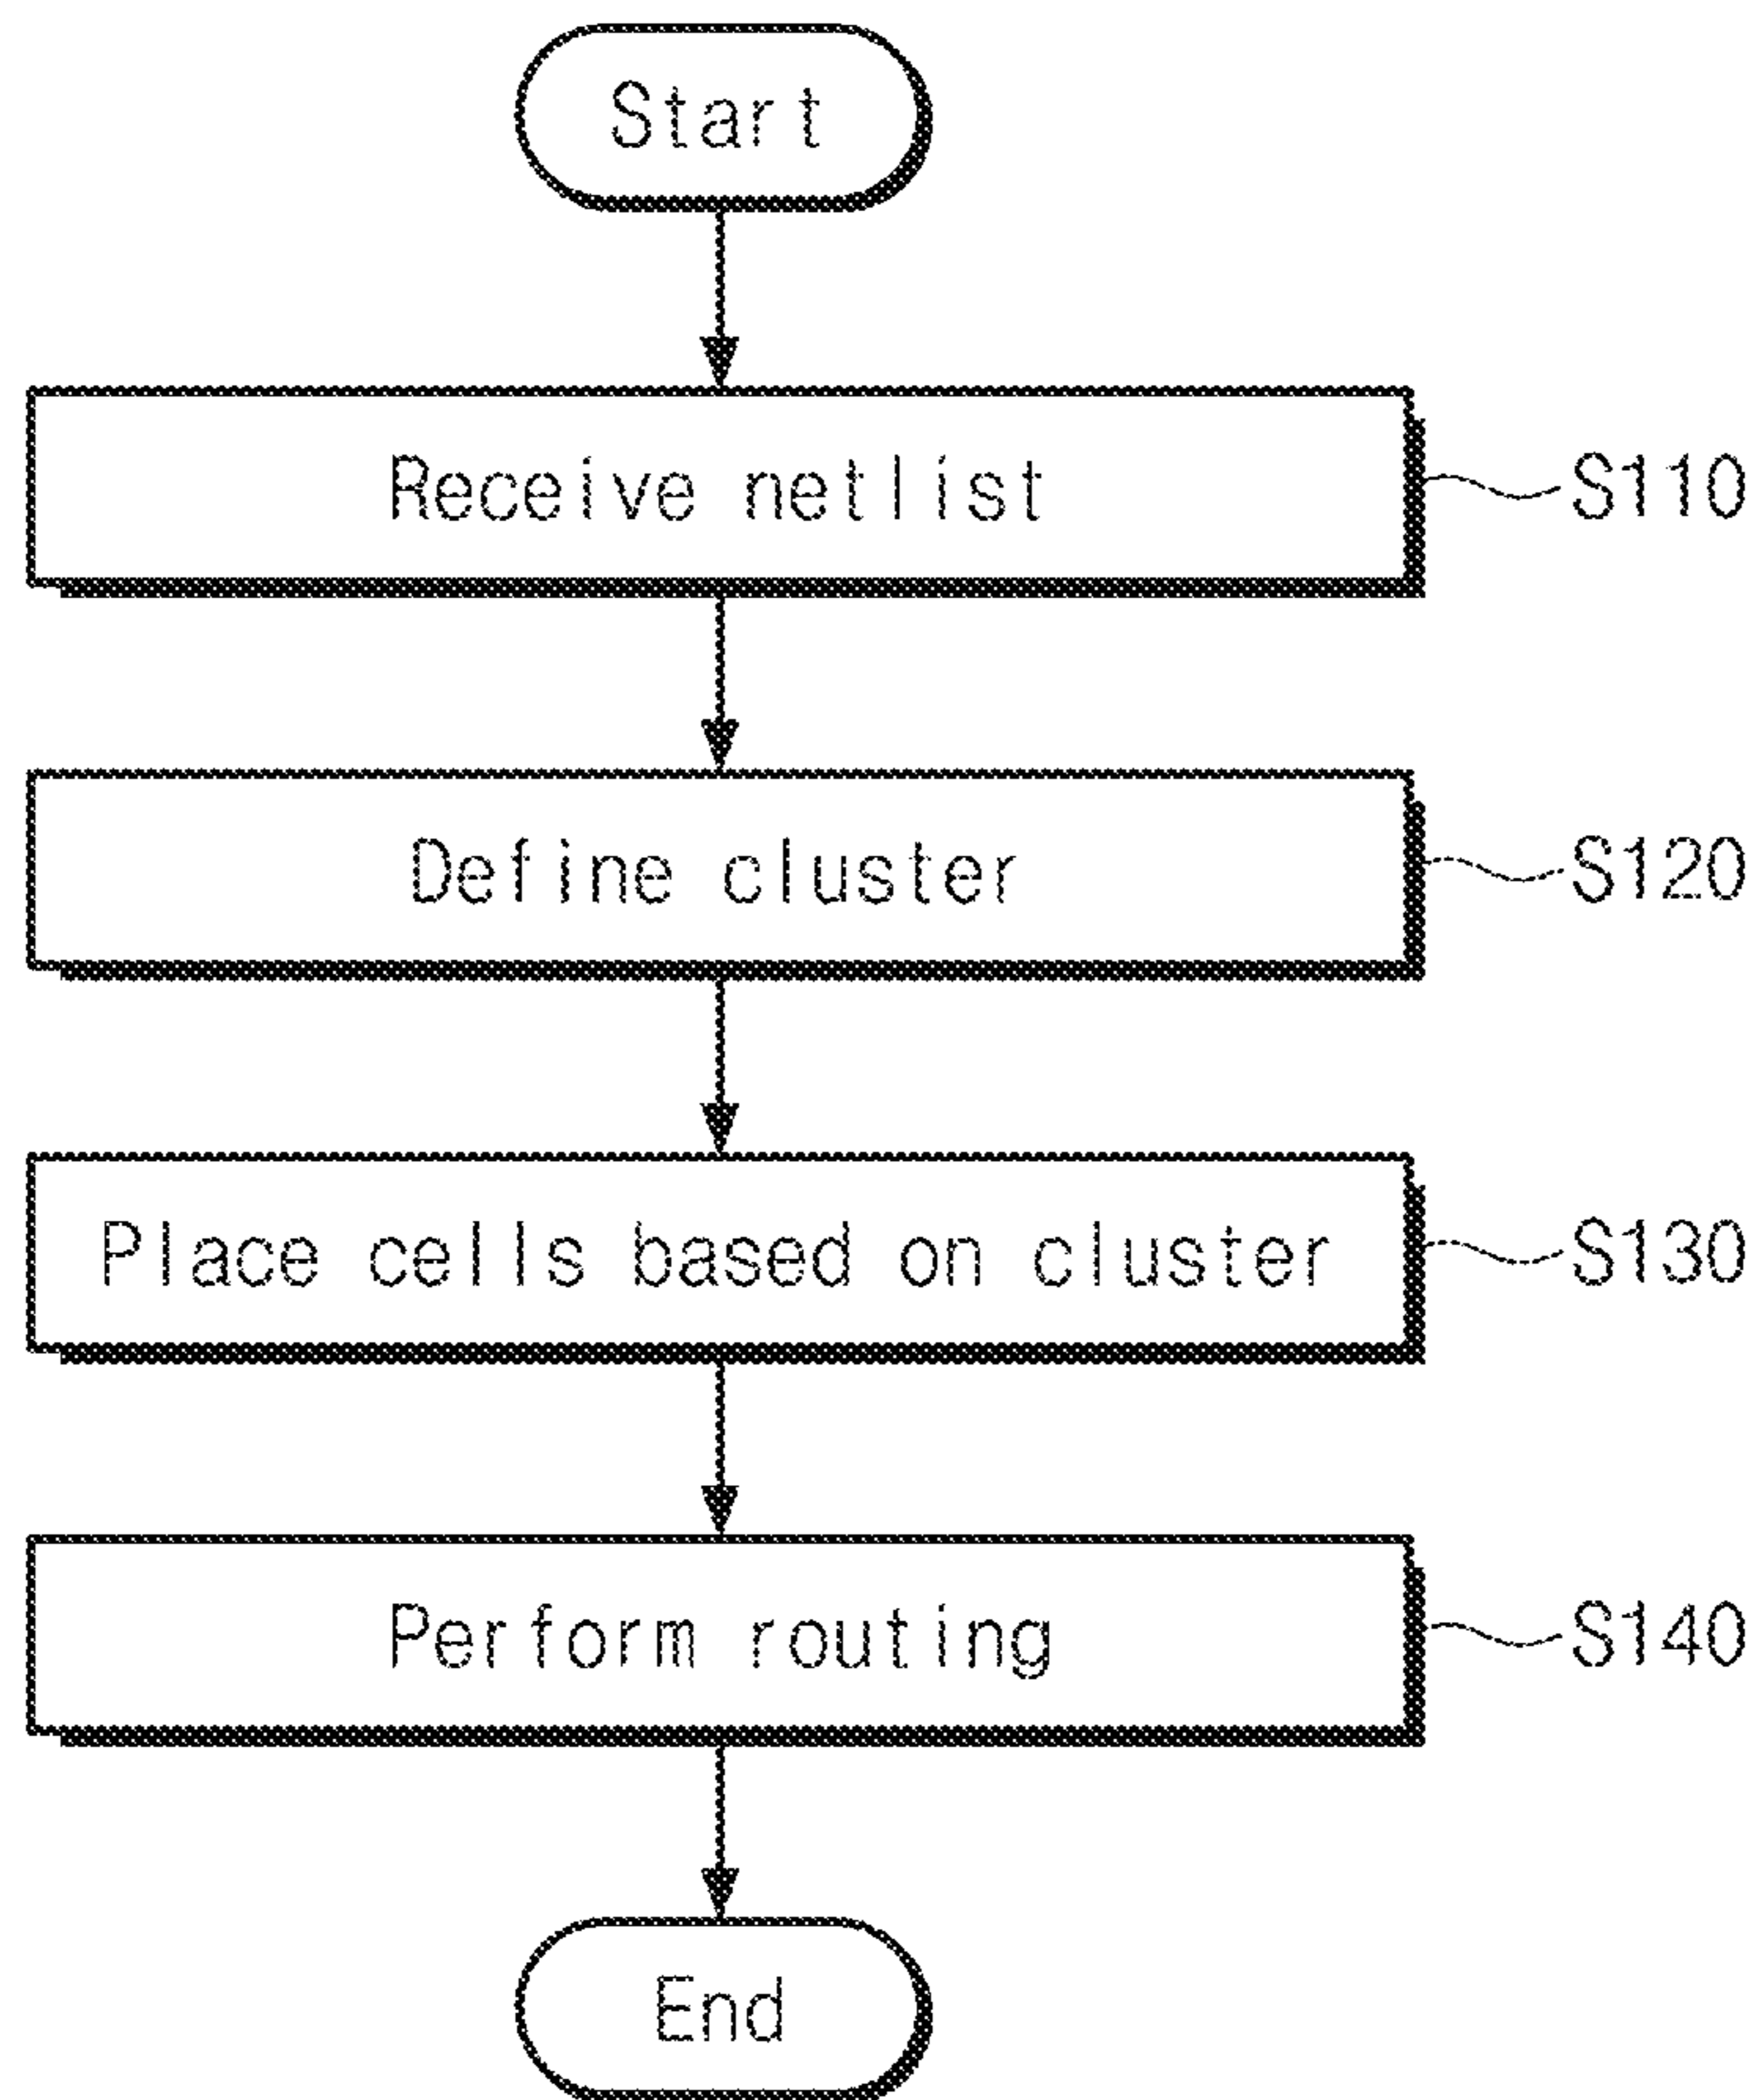 Start
Receive netlist
S110
Define cluster
S120
Place cells based on cluster
S130
Perform routing
S140
End